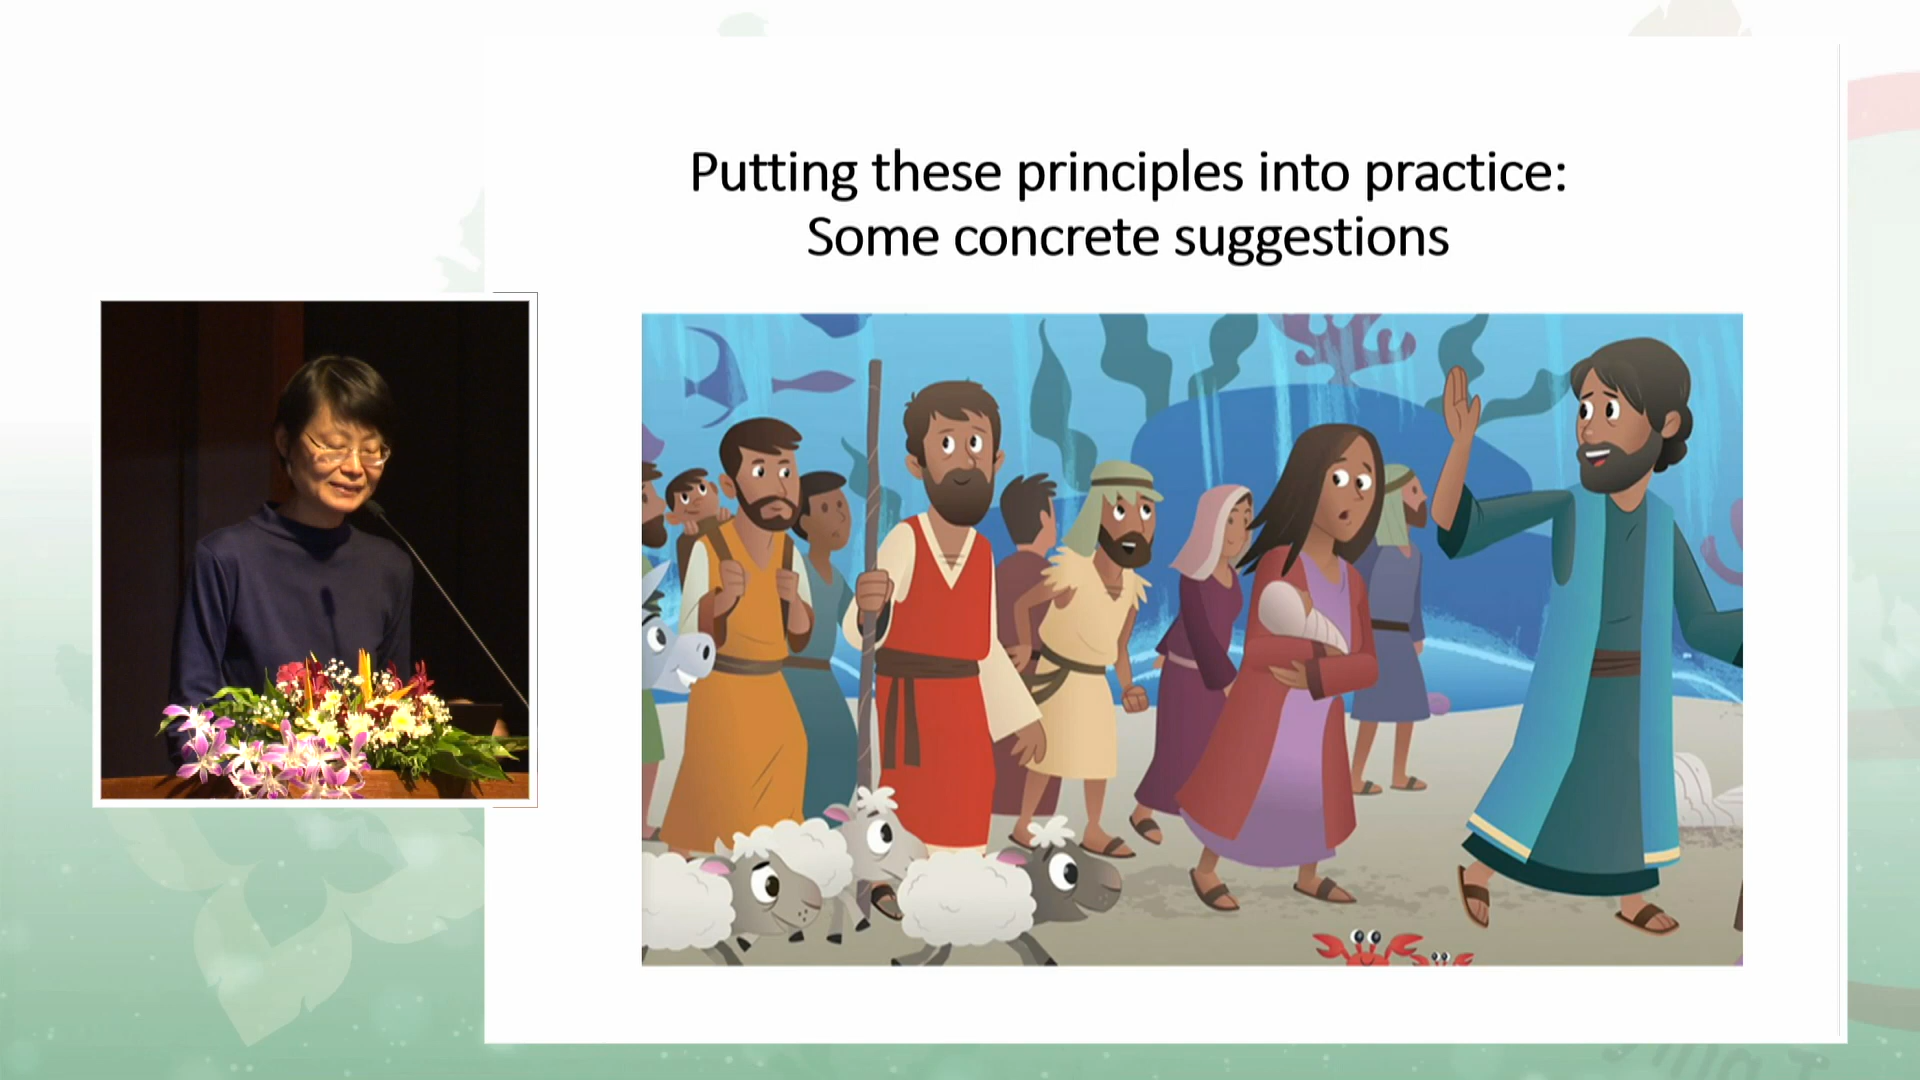 Putting these principles into practice:
Some concrete suggestions